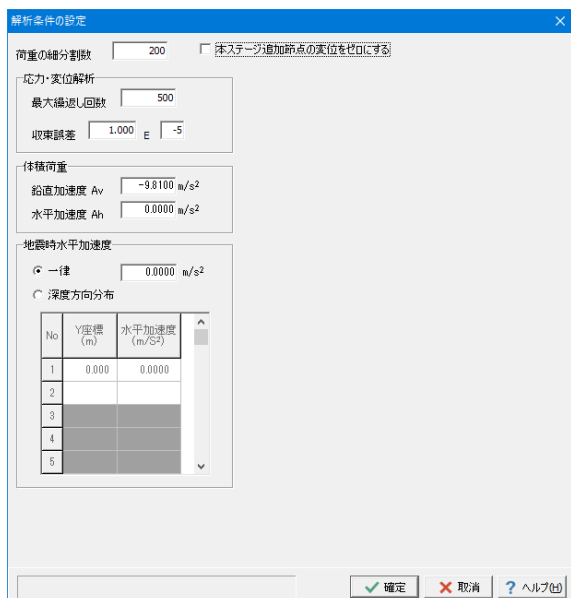 解析条件の設定
荷重の細分割数 200 本ステージ追加節点の変位をゼロにする
応力・変位解析
最大繰返し回数 500
収束誤差 1.000 E -5
体積荷重
鉛直加速度 Av -9.8100 m/s²
水平加速度 Ah 0.0000 m/s²
地震時水平加速度
一律 0.0000 m/s²
深度方向分布
No Y座標 (m) 水平加速度 (m/S²)
1 0.000 0.0000
2
3
4
5
確定 取消 ヘルプ(H)